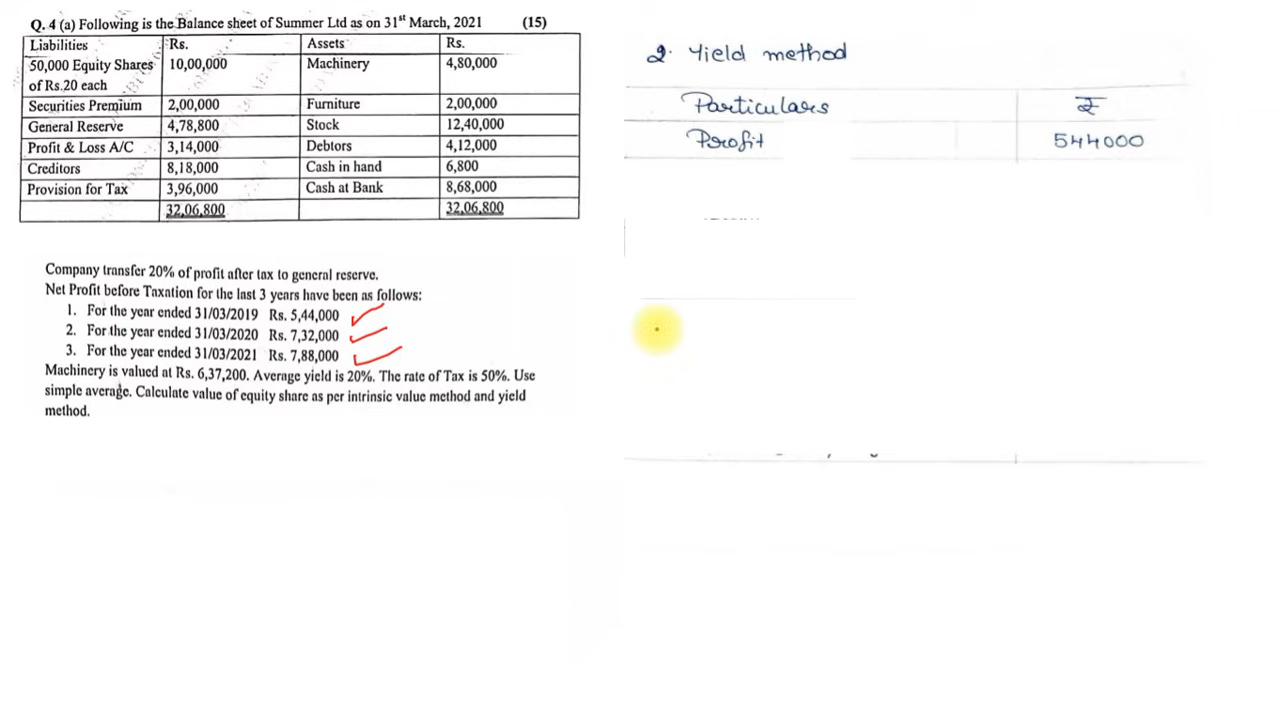 Q. 4 (a) Following is the Balance sheet of Summer Ltd as on 31st March, 2021 (15)
Liabilities Rs. Assets Rs.
50,000 Equity Shares of Rs.20 each 10,00,000 Machinery 4,80,000
Securities Premium 2,00,000 Furniture 2,00,000
General Reserve 4,78,800 Stock 12,40,000
Profit & Loss A/C 3,14,000 Debtors 4,12,000
Creditors 8,18,000 Cash in hand 6,800
Provision for Tax 3,96,000 Cash at Bank 8,68,000
32,06,800 32,06,800
Company transfer 20% of profit after tax to general reserve.
Net Profit before Taxation for the last 3 years have been as follows:
1. For the year ended 31/03/2019 Rs. 5,44,000
2. For the year ended 31/03/2020 Rs. 7,32,000
3. For the year ended 31/03/2021 Rs. 7,88,000
Machinery is valued at Rs. 6,37,200. Average yield is 20%. The rate of Tax is 50%. Use
simple average. Calculate value of equity share as per intrinsic value method and yield
method.
2. Yield method
Particulars ₹
Profit 544000